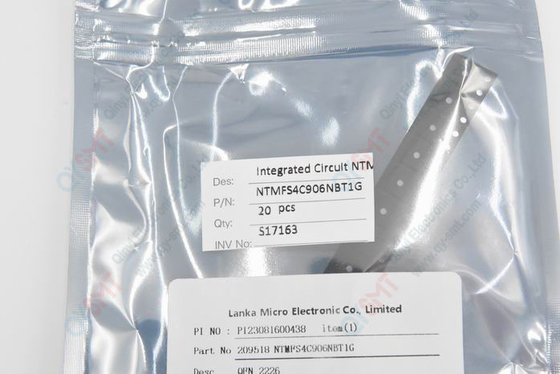 Des: Integrated Circuit NTM
P/N: NTMFS4C906NBT1G
Qty: 20 pcs
INV No: S17163
Lanka Micro Electronic Co., Limited
PI NO : PI23081600438 item(1)
Part No 209518 NTMFS4C906NBT1G
Desc QPN 2226